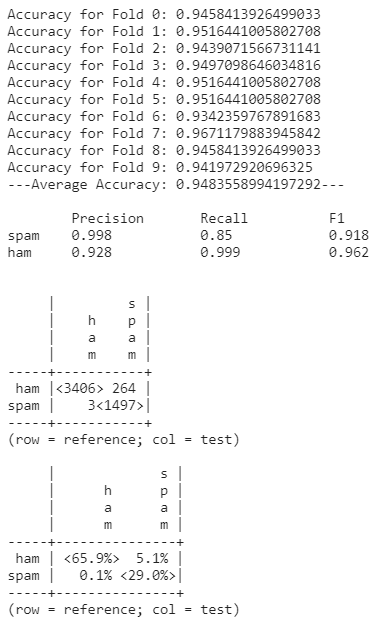 Accuracy for Fold 0: 0.9458413926499033
Accuracy for Fold 1: 0.9516441005802708
Accuracy for Fold 2: 0.9439071566731141
Accuracy for Fold 3: 0.9497098646034816
Accuracy for Fold 4: 0.9516441005802708
Accuracy for Fold 5: 0.9516441005802708
Accuracy for Fold 6: 0.9342359767891683
Accuracy for Fold 7: 0.9671179883945842
Accuracy for Fold 8: 0.9458413926499033
Accuracy for Fold 9: 0.941972920696325
---Average Accuracy: 0.9483558994197292---

        Precision       Recall          F1
spam    0.998           0.85            0.918
ham     0.928           0.999           0.962

     |         s |
     |    h    p |
     |    a    a |
     |    m    m |
-----+-----------+
 ham |<3406> 264 |
spam |    3<1497>|
-----+-----------+
(row = reference; col = test)

     |             s |
     |      h      p |
     |      a      a |
     |      m      m |
-----+---------------+
 ham | <65.9%>  5.1% |
spam |   0.1% <29.0%>|
-----+---------------+
(row = reference; col = test)